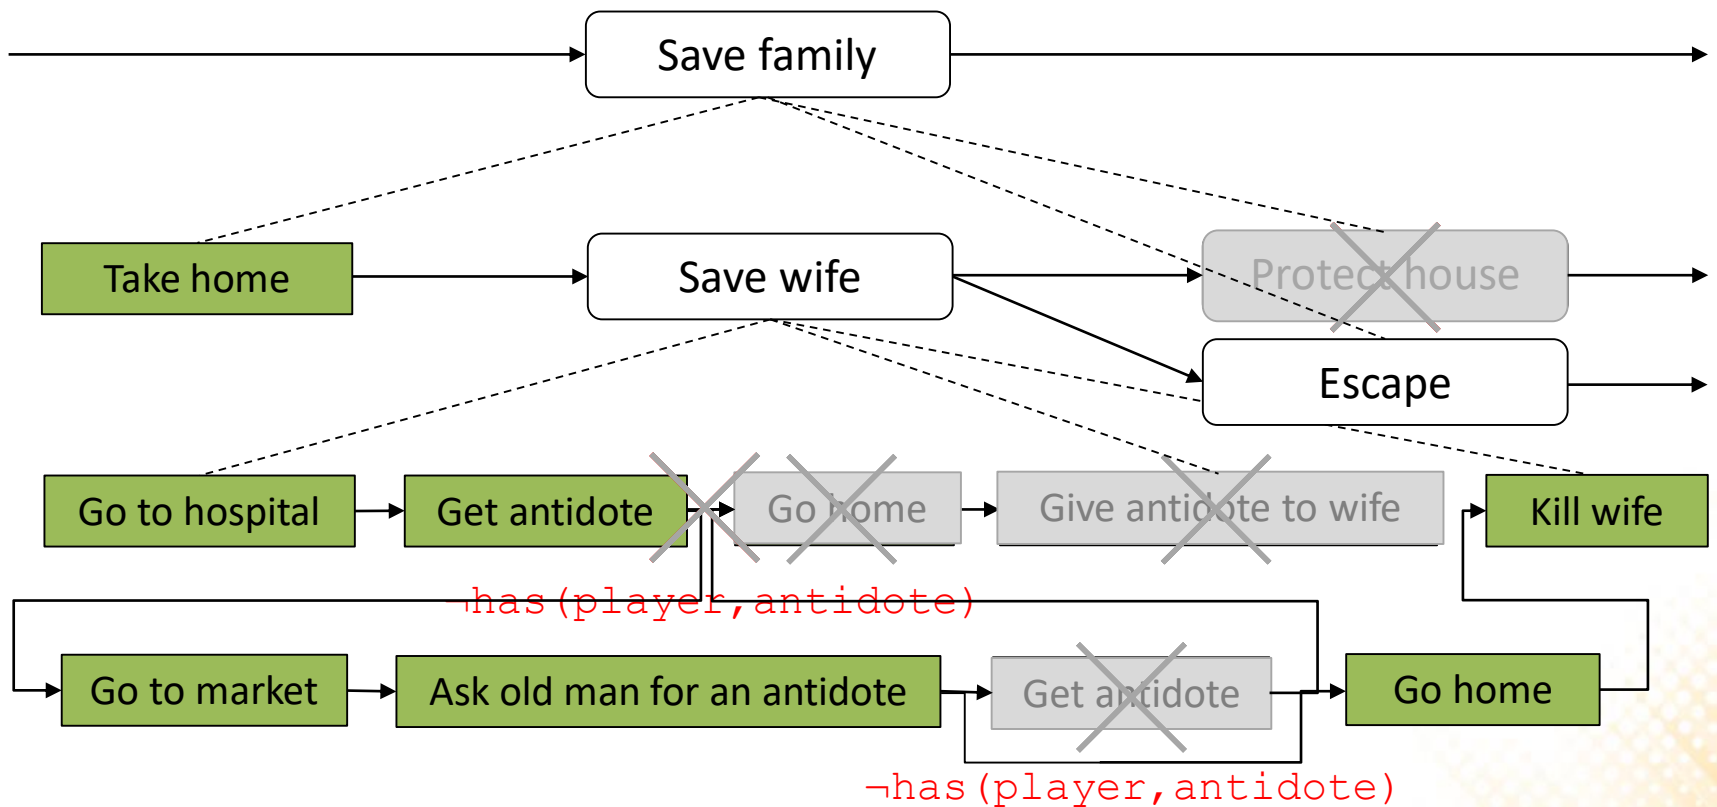 Save family
Take home
Save wife
Protect house
Escape
Go to hospital
Get antidote
Go home
Give antidote to wife
Kill wife
¬has(player,antidote)
Go to market
Ask old man for an antidote
Get antidote
Go home
¬has(player,antidote)